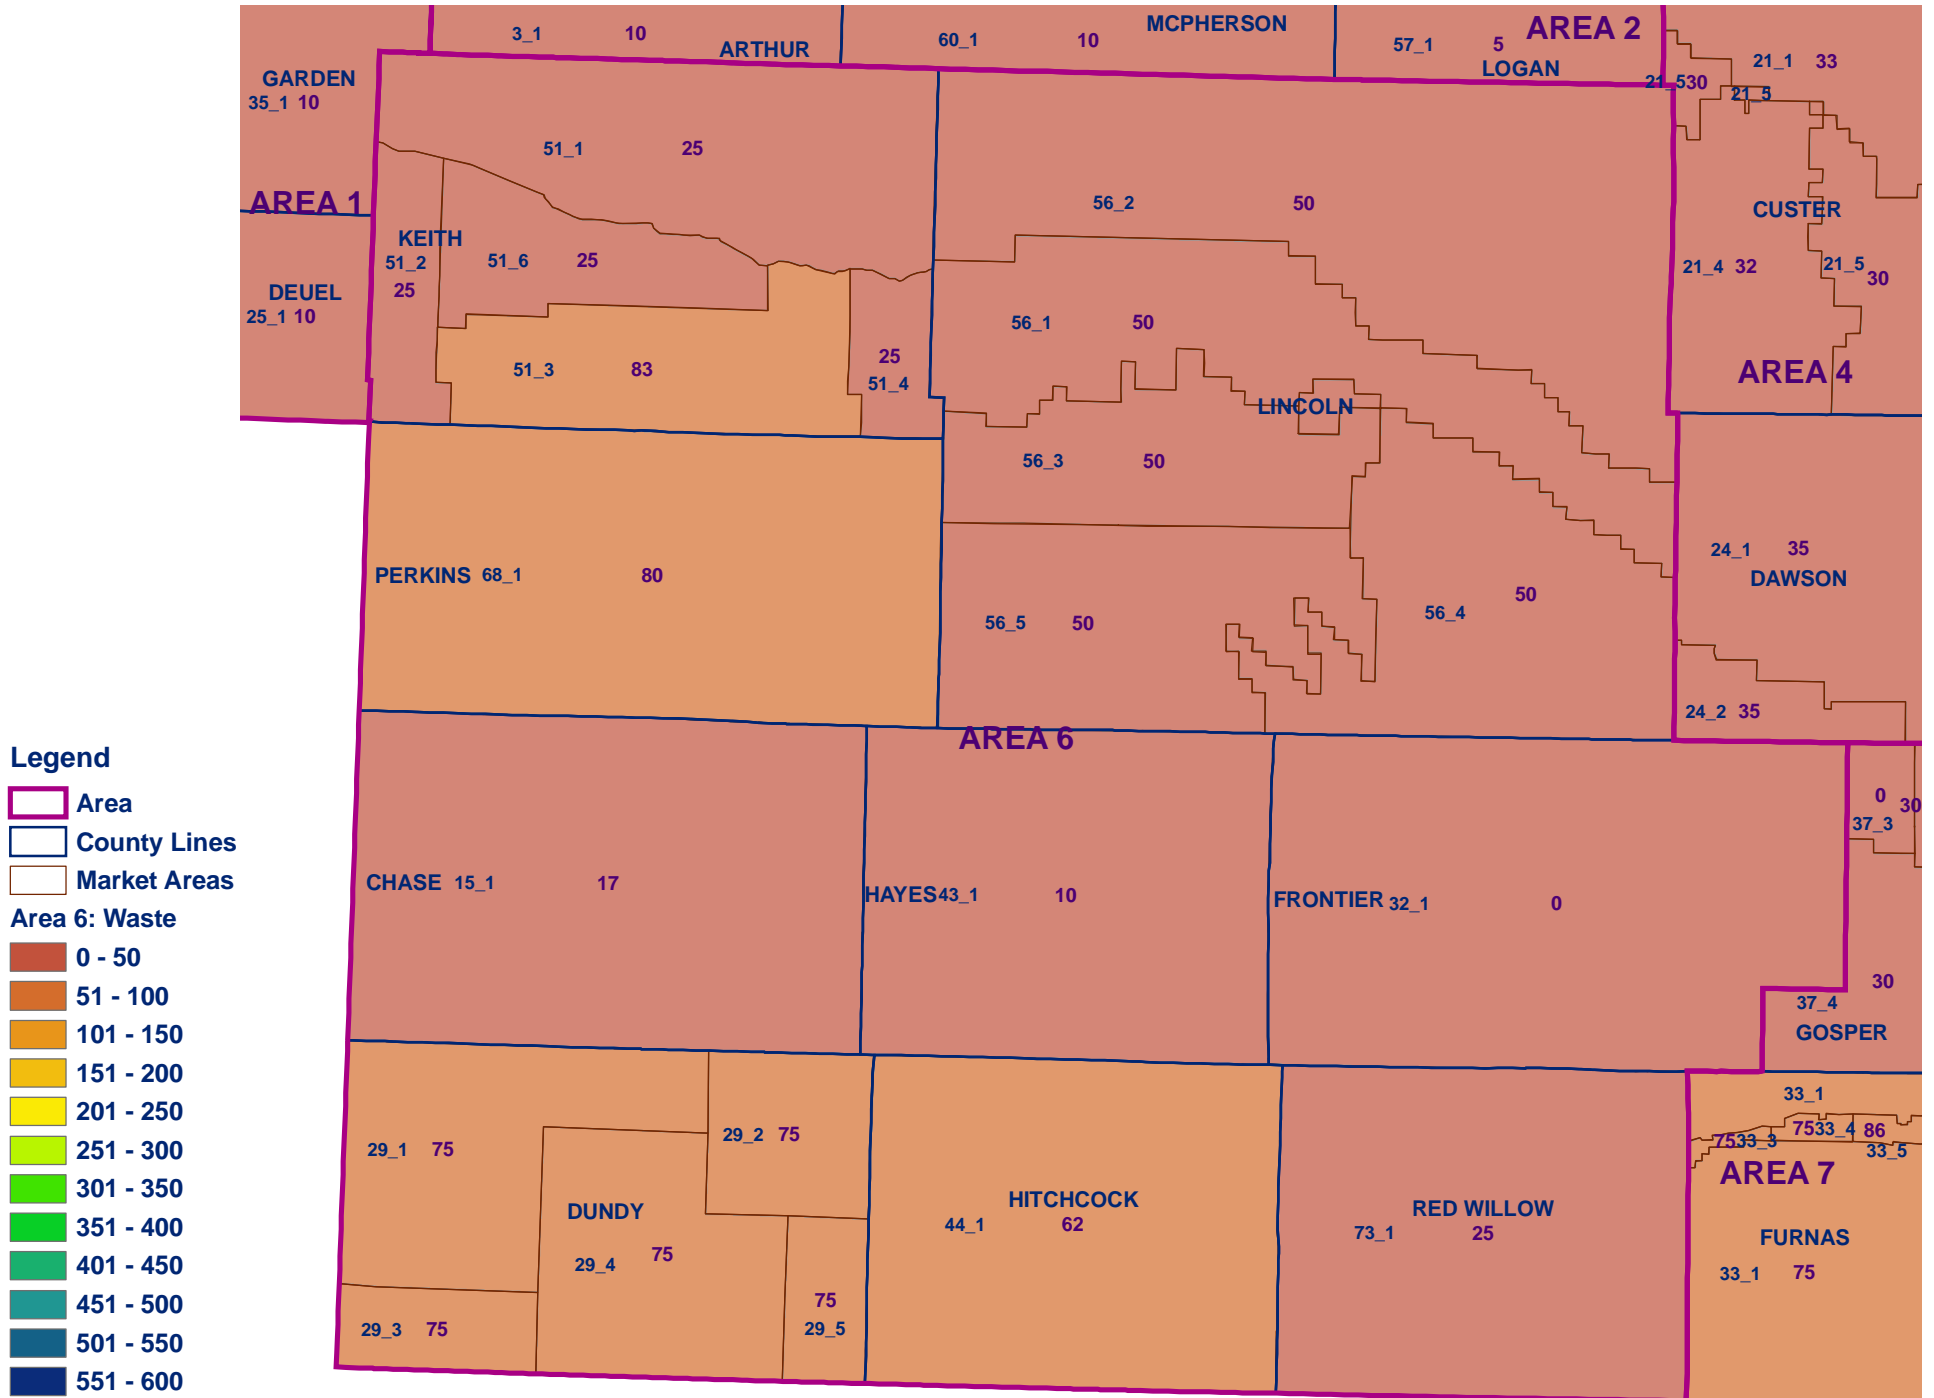 3_1 10 ARTHUR
60_1 10 MCPHERSON
57_1 5 AREA 2
LOGAN
21_1 33
21_5 30
21_5
GARDEN
35_1 10
51_1 25
AREA 1
56_2 50
CUSTER
KEITH
51_2
25
51_6 25
21_4 32
21_5
30
DEUEL
25_1 10
56_1 50
51_3 83
25
51_4
AREA 4
LINCOLN
56_3 50
24_1 35
DAWSON
PERKINS 68_1 80
56_5 50
56_4 50
24_2 35
AREA 6
0
30
37_3
CHASE 15_1 17
HAYES 43_1 10
FRONTIER 32_1 0
30
37_4
GOSPER
33_1
75 33_3
75 33_4
86
33_5
AREA 7
29_1 75
29_2 75
DUNDY
29_4 75
HITCHCOCK
44_1 62
RED WILLOW
73_1 25
FURNAS
33_1 75
29_3 75
75
29_5
Legend
Area
County Lines
Market Areas
Area 6: Waste
0 - 50
51 - 100
101 - 150
151 - 200
201 - 250
251 - 300
301 - 350
351 - 400
401 - 450
451 - 500
501 - 550
551 - 600